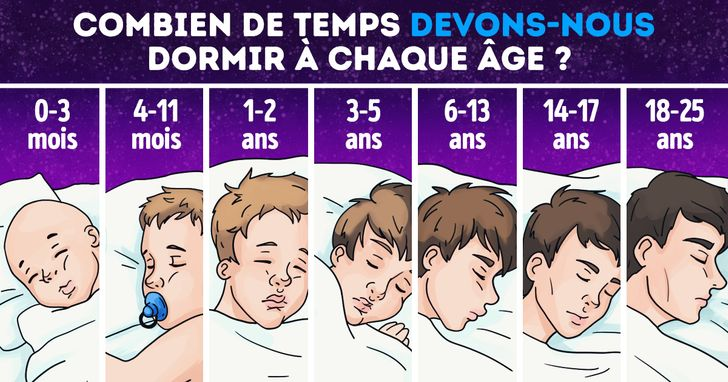 COMBIEN DE TEMPS DEVONS-NOUS
DORMIR À CHAQUE ÂGE ?
0-3 mois
4-11 mois
1-2 ans
3-5 ans
6-13 ans
14-17 ans
18-25 ans